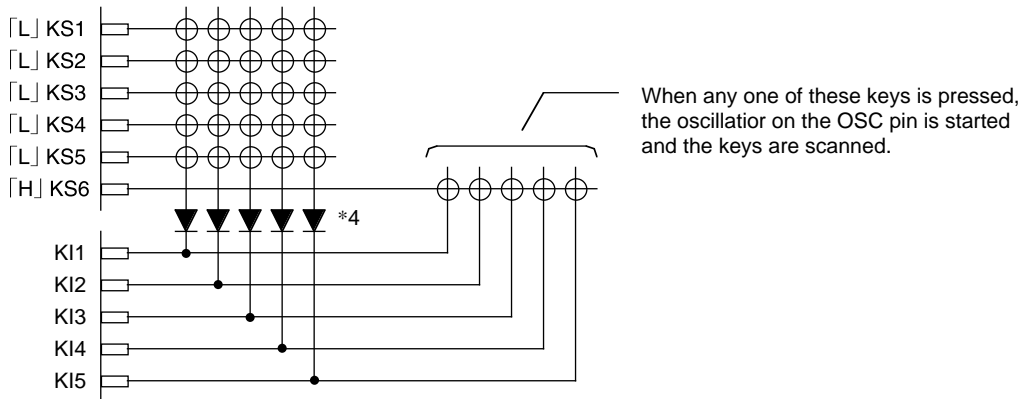 「L」 KS1
「L」 KS2
「L」 KS3
「L」 KS4
「L」 KS5
「H」 KS6
When any one of these keys is pressed,
the oscillatior on the OSC pin is started
and the keys are scanned.
*4
KI1
KI2
KI3
KI4
KI5